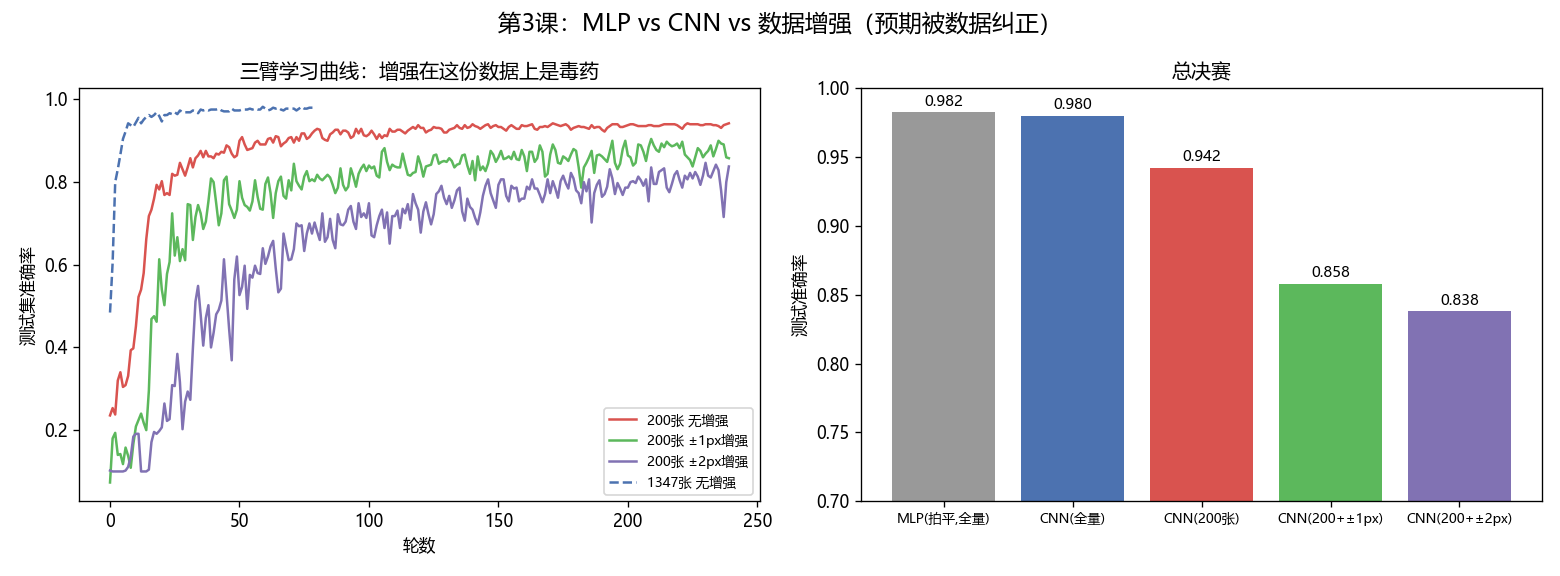 第3课：MLP vs CNN vs 数据增强（预期被数据纠正）
三臂学习曲线：增强在这份数据上是毒药
测试集准确率
1.0
0.8
0.6
0.4
0.2
0
50
100
150
200
250
轮数
200张 无增强
200张 ±1px增强
200张 ±2px增强
1347张 无增强
总决赛
测试准确率
1.00
0.95
0.90
0.85
0.80
0.75
0.70
0.982
0.980
0.942
0.858
0.838
MLP(拍平,全量)
CNN(全量)
CNN(200张)
CNN(200+±1px)
CNN(200+±2px)